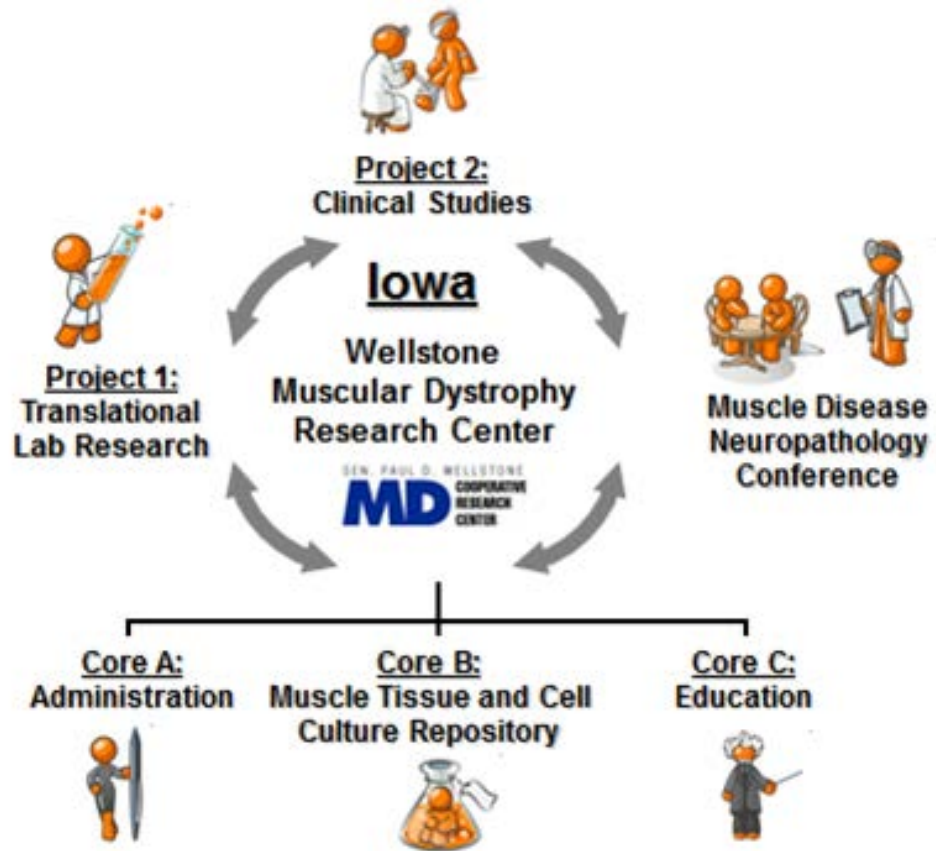 Project 2:
Clinical Studies
Iowa
Wellstone
Muscular Dystrophy
Research Center
SEN. PAUL D. WELLSTONE
MD COOPERATIVE
RESEARCH
CENTER
Project 1:
Translational
Lab Research
Muscle Disease
Neuropathology
Conference
Core A:
Administration
Core B:
Muscle Tissue and Cell
Culture Repository
Core C:
Education